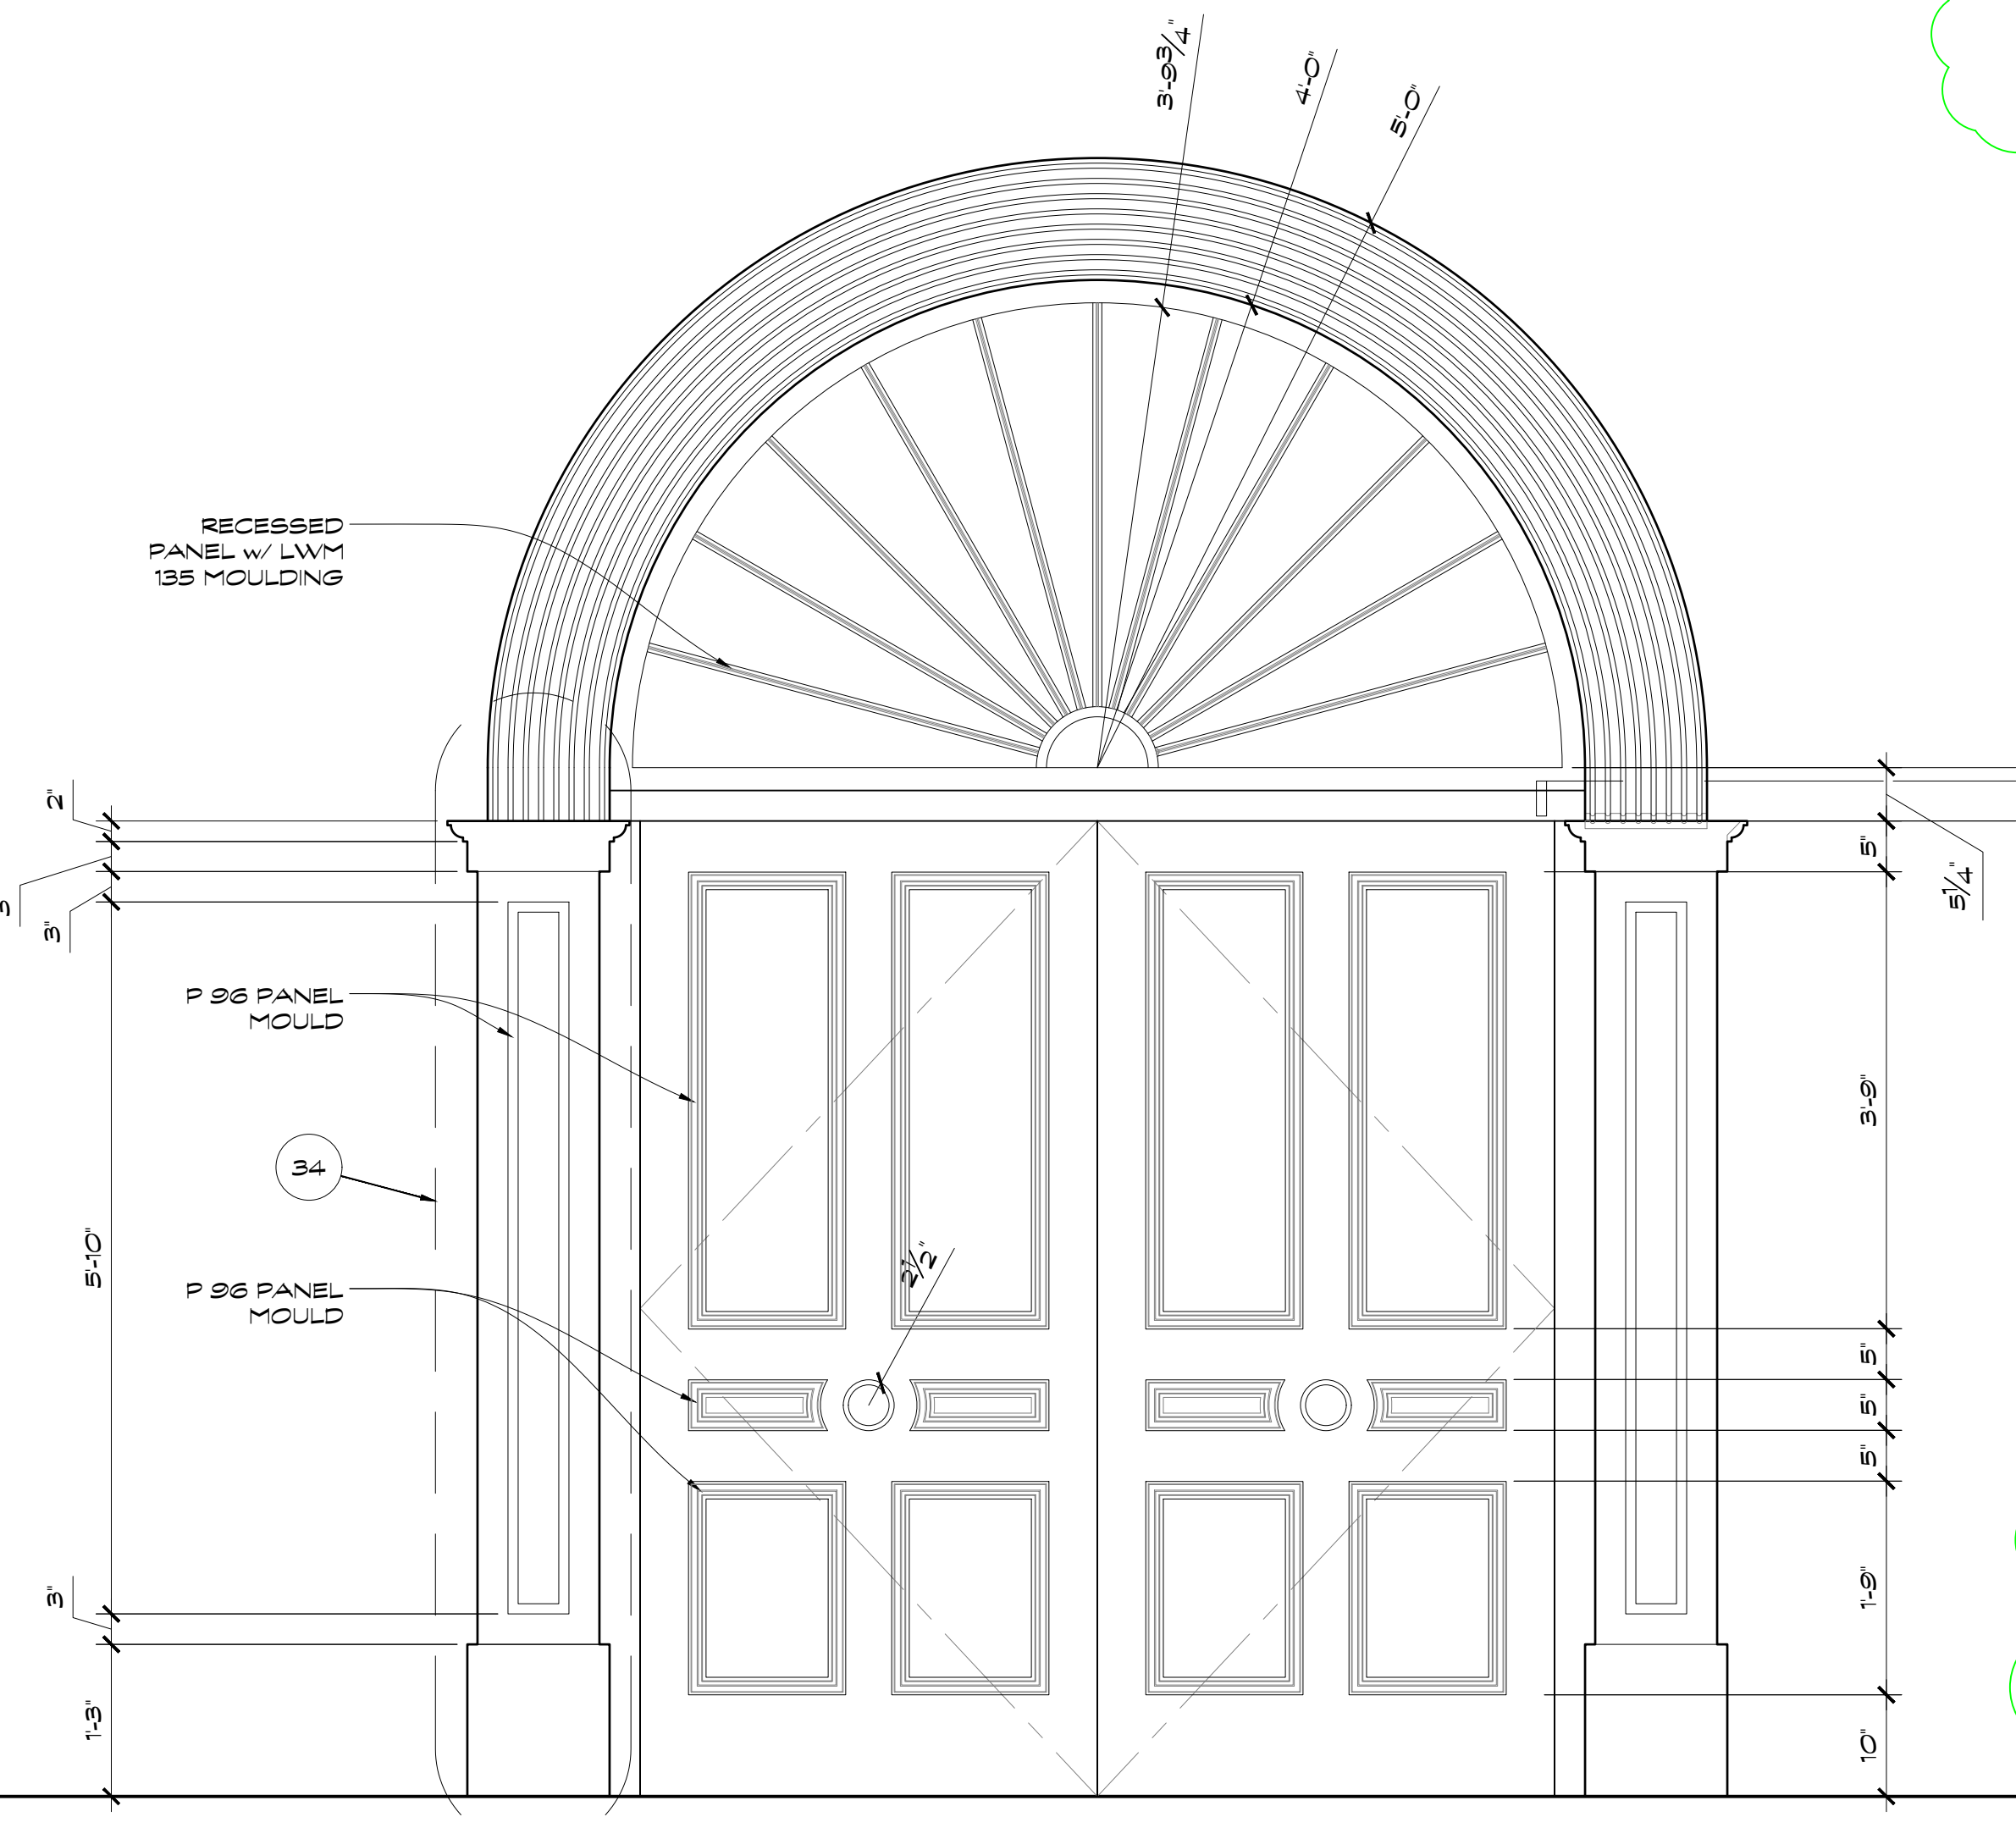 3'-9 3/4"
4'-0"
5'-0"
RECESSED
PANEL w/ LWM
135 MOULDING
2"
3"
5"
5 1/4"
P 96 PANEL
MOULD
3'-9"
34
5'-10"
2 1/2"
P 96 PANEL
MOULD
5"
5"
5"
3"
1'-9"
1'-3"
10"